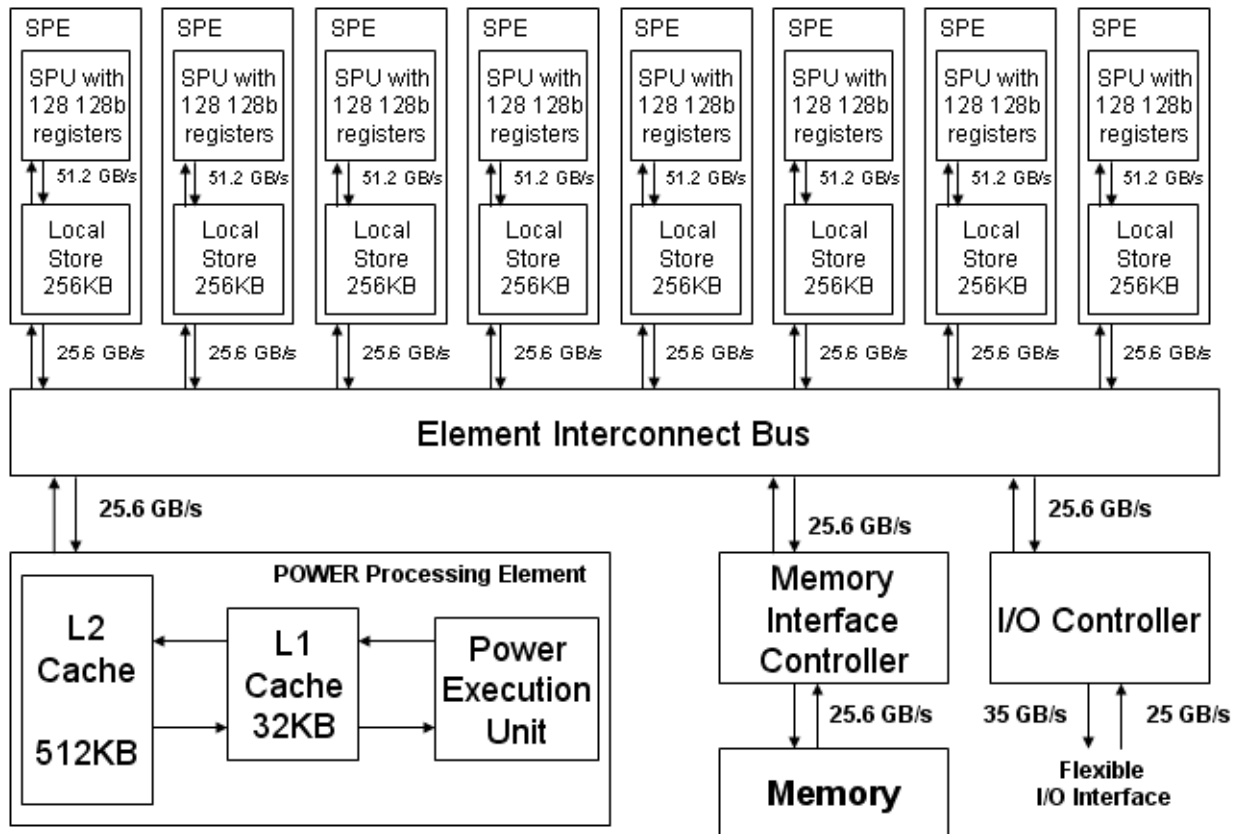 SPE
SPU with
128 128b
registers
51.2 GB/s
Local
Store
256KB
25.6 GB/s
SPE
SPU with
128 128b
registers
51.2 GB/s
Local
Store
256KB
25.6 GB/s
SPE
SPU with
128 128b
registers
51.2 GB/s
Local
Store
256KB
25.6 GB/s
SPE
SPU with
128 128b
registers
51.2 GB/s
Local
Store
256KB
25.6 GB/s
SPE
SPU with
128 128b
registers
51.2 GB/s
Local
Store
256KB
25.6 GB/s
SPE
SPU with
128 128b
registers
51.2 GB/s
Local
Store
256KB
25.6 GB/s
SPE
SPU with
128 128b
registers
51.2 GB/s
Local
Store
256KB
25.6 GB/s
SPE
SPU with
128 128b
registers
51.2 GB/s
Local
Store
256KB
25.6 GB/s
Element Interconnect Bus
25.6 GB/s
25.6 GB/s
25.6 GB/s
POWER Processing Element
L2
Cache
512KB
L1
Cache
32KB
Power
Execution
Unit
Memory
Interface
Controller
25.6 GB/s
Memory
I/O Controller
35 GB/s
25 GB/s
Flexible
I/O Interface